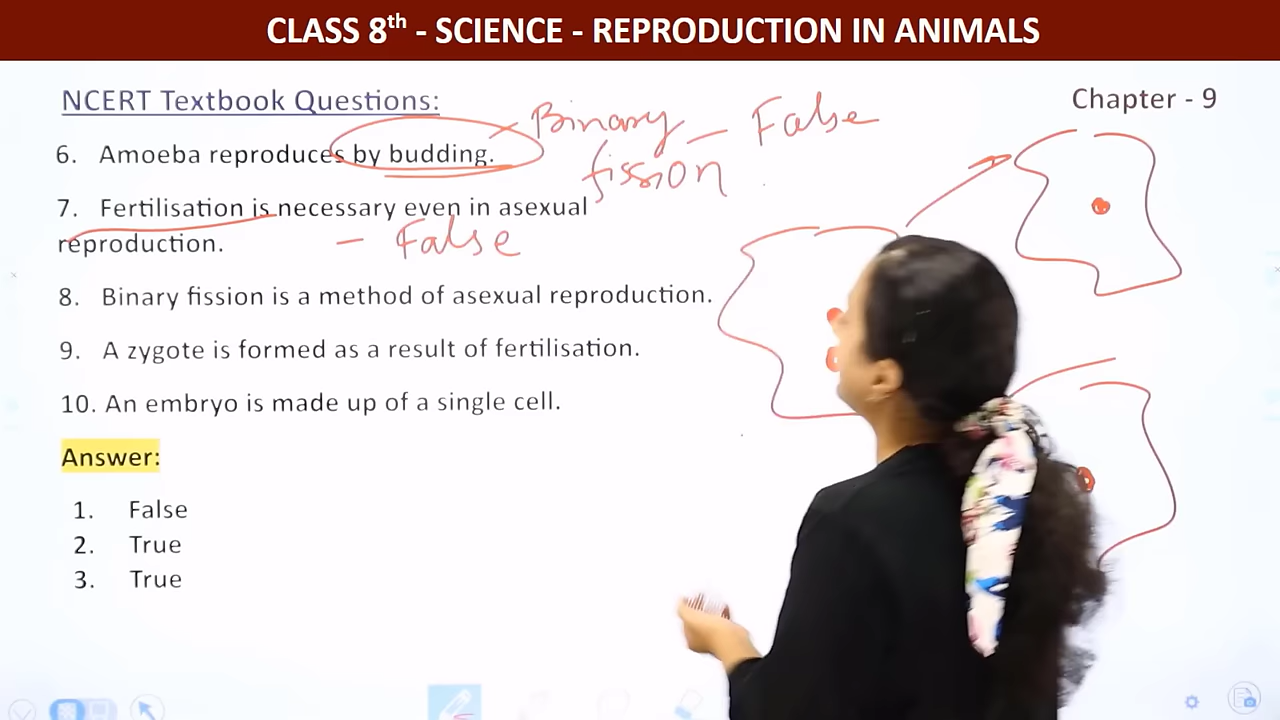 CLASS 8th - SCIENCE - REPRODUCTION IN ANIMALS
NCERT Textbook Questions:
Chapter - 9
6. Amoeba reproduces by budding.
Binary fission - False
7. Fertilisation is necessary even in asexual
reproduction.
- False
8. Binary fission is a method of asexual reproduction.
9. A zygote is formed as a result of fertilisation.
10. An embryo is made up of a single cell.
Answer:
1. False
2. True
3. True